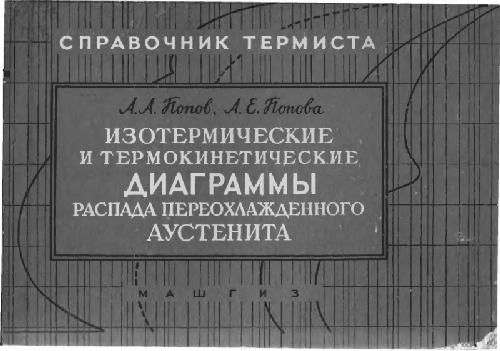 СПРАВОЧНИК ТЕРМИСТА
А.А.Попов, Л.Е.Попова
ИЗОТЕРМИЧЕСКИЕ
И ТЕРМОКИНЕТИЧЕСКИЕ
ДИАГРАММЫ
РАСПАДА ПЕРЕОХЛАЖДЕННОГО
АУСТЕНИТА
МАШГИЗ